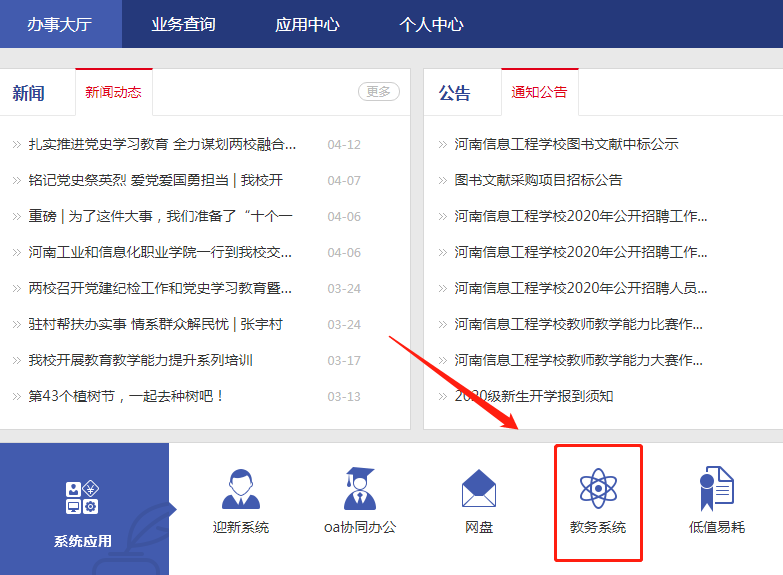 办事大厅 业务查询 应用中心 个人中心
新闻 新闻动态 更多
扎实推进党史学习教育 全力谋划两校融合... 04-12
铭记党史祭英烈 爱党爱国勇担当 | 我校开 04-07
重磅 | 为了这件大事，我们准备了“十个一 04-06
河南工业和信息化职业学院一行到我校交... 04-06
两校召开党建纪检工作和党史学习教育暨... 03-24
驻村帮扶办实事 情系群众解民忧 | 张宇村 03-24
我校开展教育教学能力提升系列培训 03-17
第43个植树节，一起去种树吧！ 03-13
公告 通知公告
河南信息工程学校图书文献中标公示
图书文献采购项目招标公告
河南信息工程学校2020年公开招聘工作...
河南信息工程学校2020年公开招聘工作...
河南信息工程学校2020年公开招聘人员...
河南信息工程学校教师教学能力比赛作...
河南信息工程学校教师教学能力大赛作...
2020级新生开学报到须知
系统应用
迎新系统 oa协同办公 网盘 教务系统 低值易耗